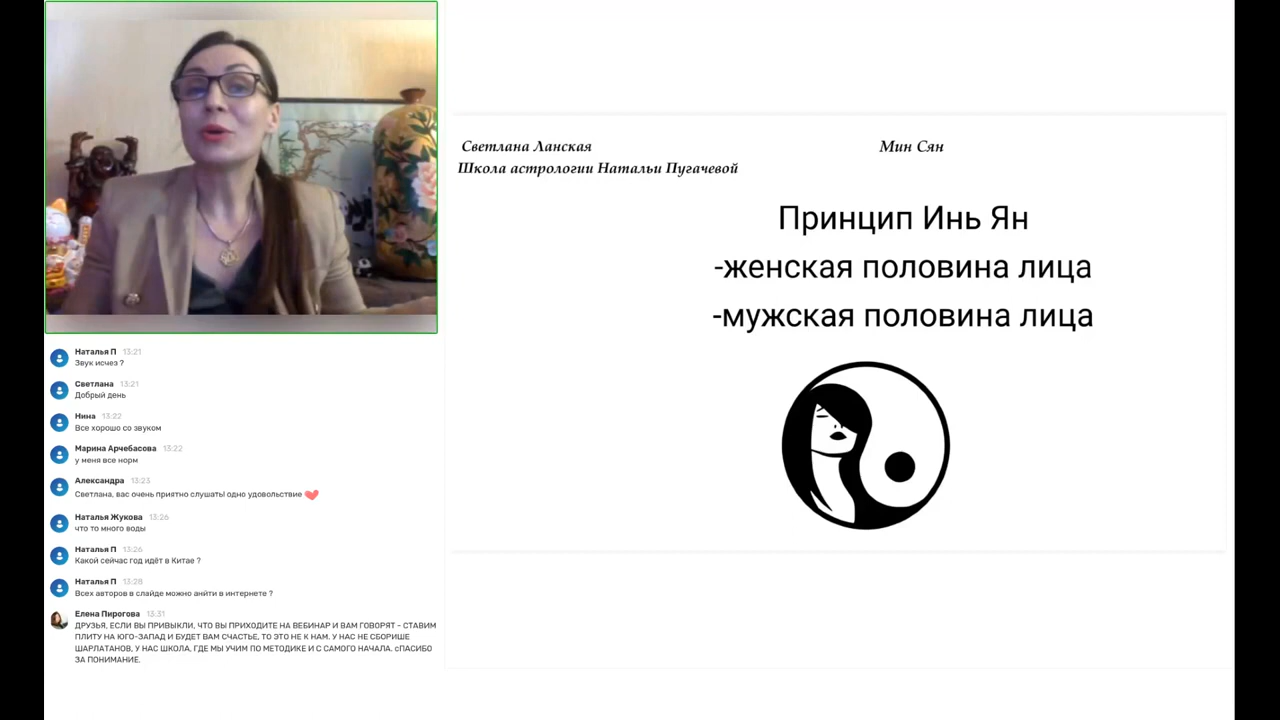 Светлана Ланская
Мин Сян
Школа астрологии Натальи Пугачевой
Принцип Инь Ян
-женская половина лица
-мужская половина лица
Наталья П 13:21
Звук исчез ?
Светлана 13:21
Добрый день
Нина 13:22
Все хорошо со звуком
Марина Арчебасова 13:22
у меня все норм
Александра 13:23
Светлана, вас очень приятно слушать! одно удовольствие
Наталья Жукова 13:26
что то много воды
Наталья П 13:26
Какой сейчас год идёт в Китае ?
Наталья П 13:28
Всех авторов в слайде можно анйти в интернете ?
Елена Пирогова 13:31
ДРУЗЬЯ, ЕСЛИ ВЫ ПРИВЫКЛИ, ЧТО ВЫ ПРИХОДИТЕ НА ВЕБИНАР И ВАМ ГОВОРЯТ - СТАВИМ
ПЛИТУ НА ЮГО-ЗАПАД И БУДЕТ ВАМ СЧАСТЬЕ, ТО ЭТО НЕ К НАМ. У НАС НЕ СБОРИШЕ
ШАРЛАТАНОВ, У НАС ШКОЛА, ГДЕ МЫ УЧИМ ПО МЕТОДИКЕ И С САМОГО НАЧАЛА. сПАСИБО
ЗА ПОНИМАНИЕ.